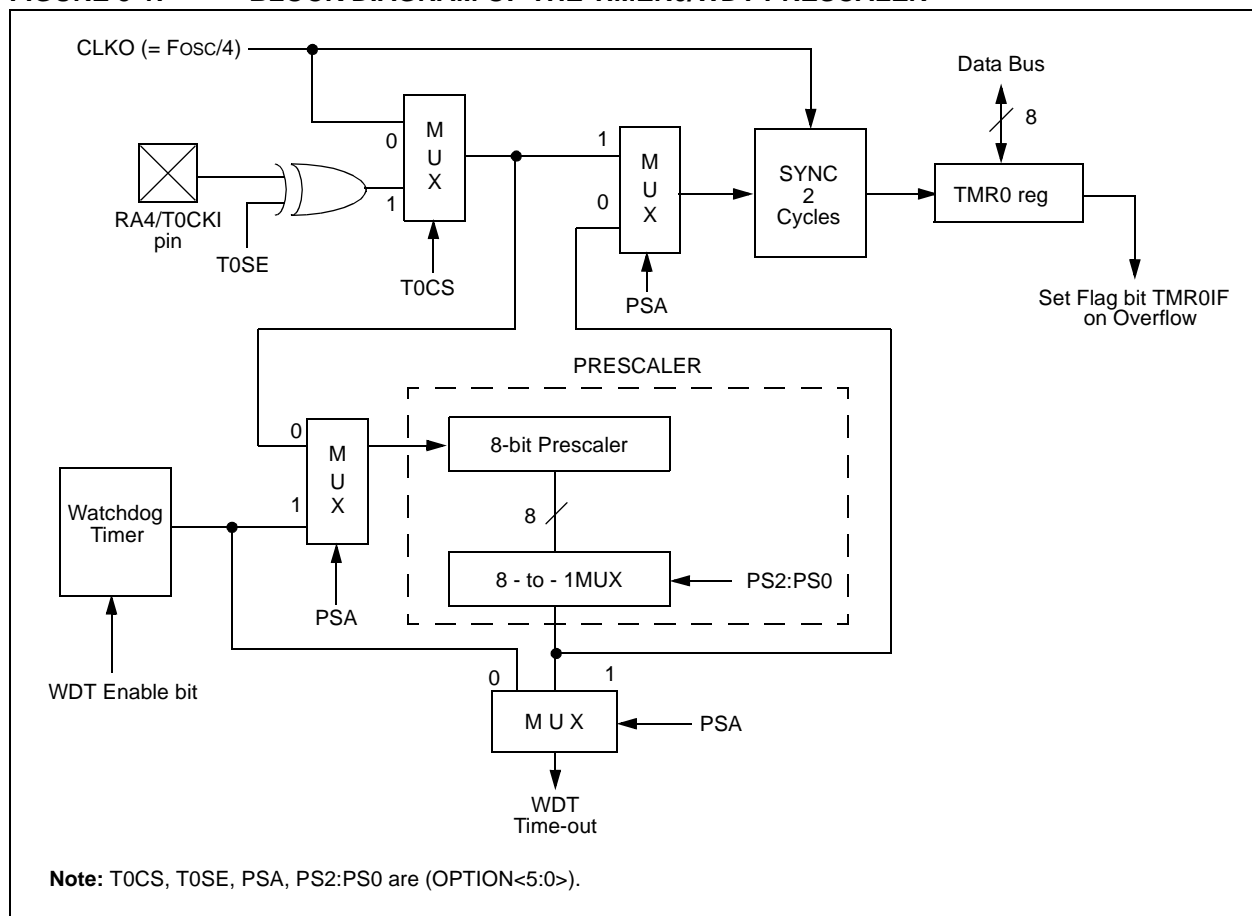 CLKO (= FOSC/4)
Data Bus
8
M
U
X
0
1
RA4/T0CKI
pin
T0SE
T0CS
1
0
M
U
X
PSA
SYNC
2
Cycles
TMR0 reg
Set Flag bit TMR0IF
on Overflow
PRESCALER
0
1
M
U
X
8-bit Prescaler
Watchdog
Timer
8
8 - to - 1MUX
PS2:PS0
PSA
WDT Enable bit
0
1
M U X
PSA
WDT
Time-out
Note: T0CS, T0SE, PSA, PS2:PS0 are (OPTION<5:0>).